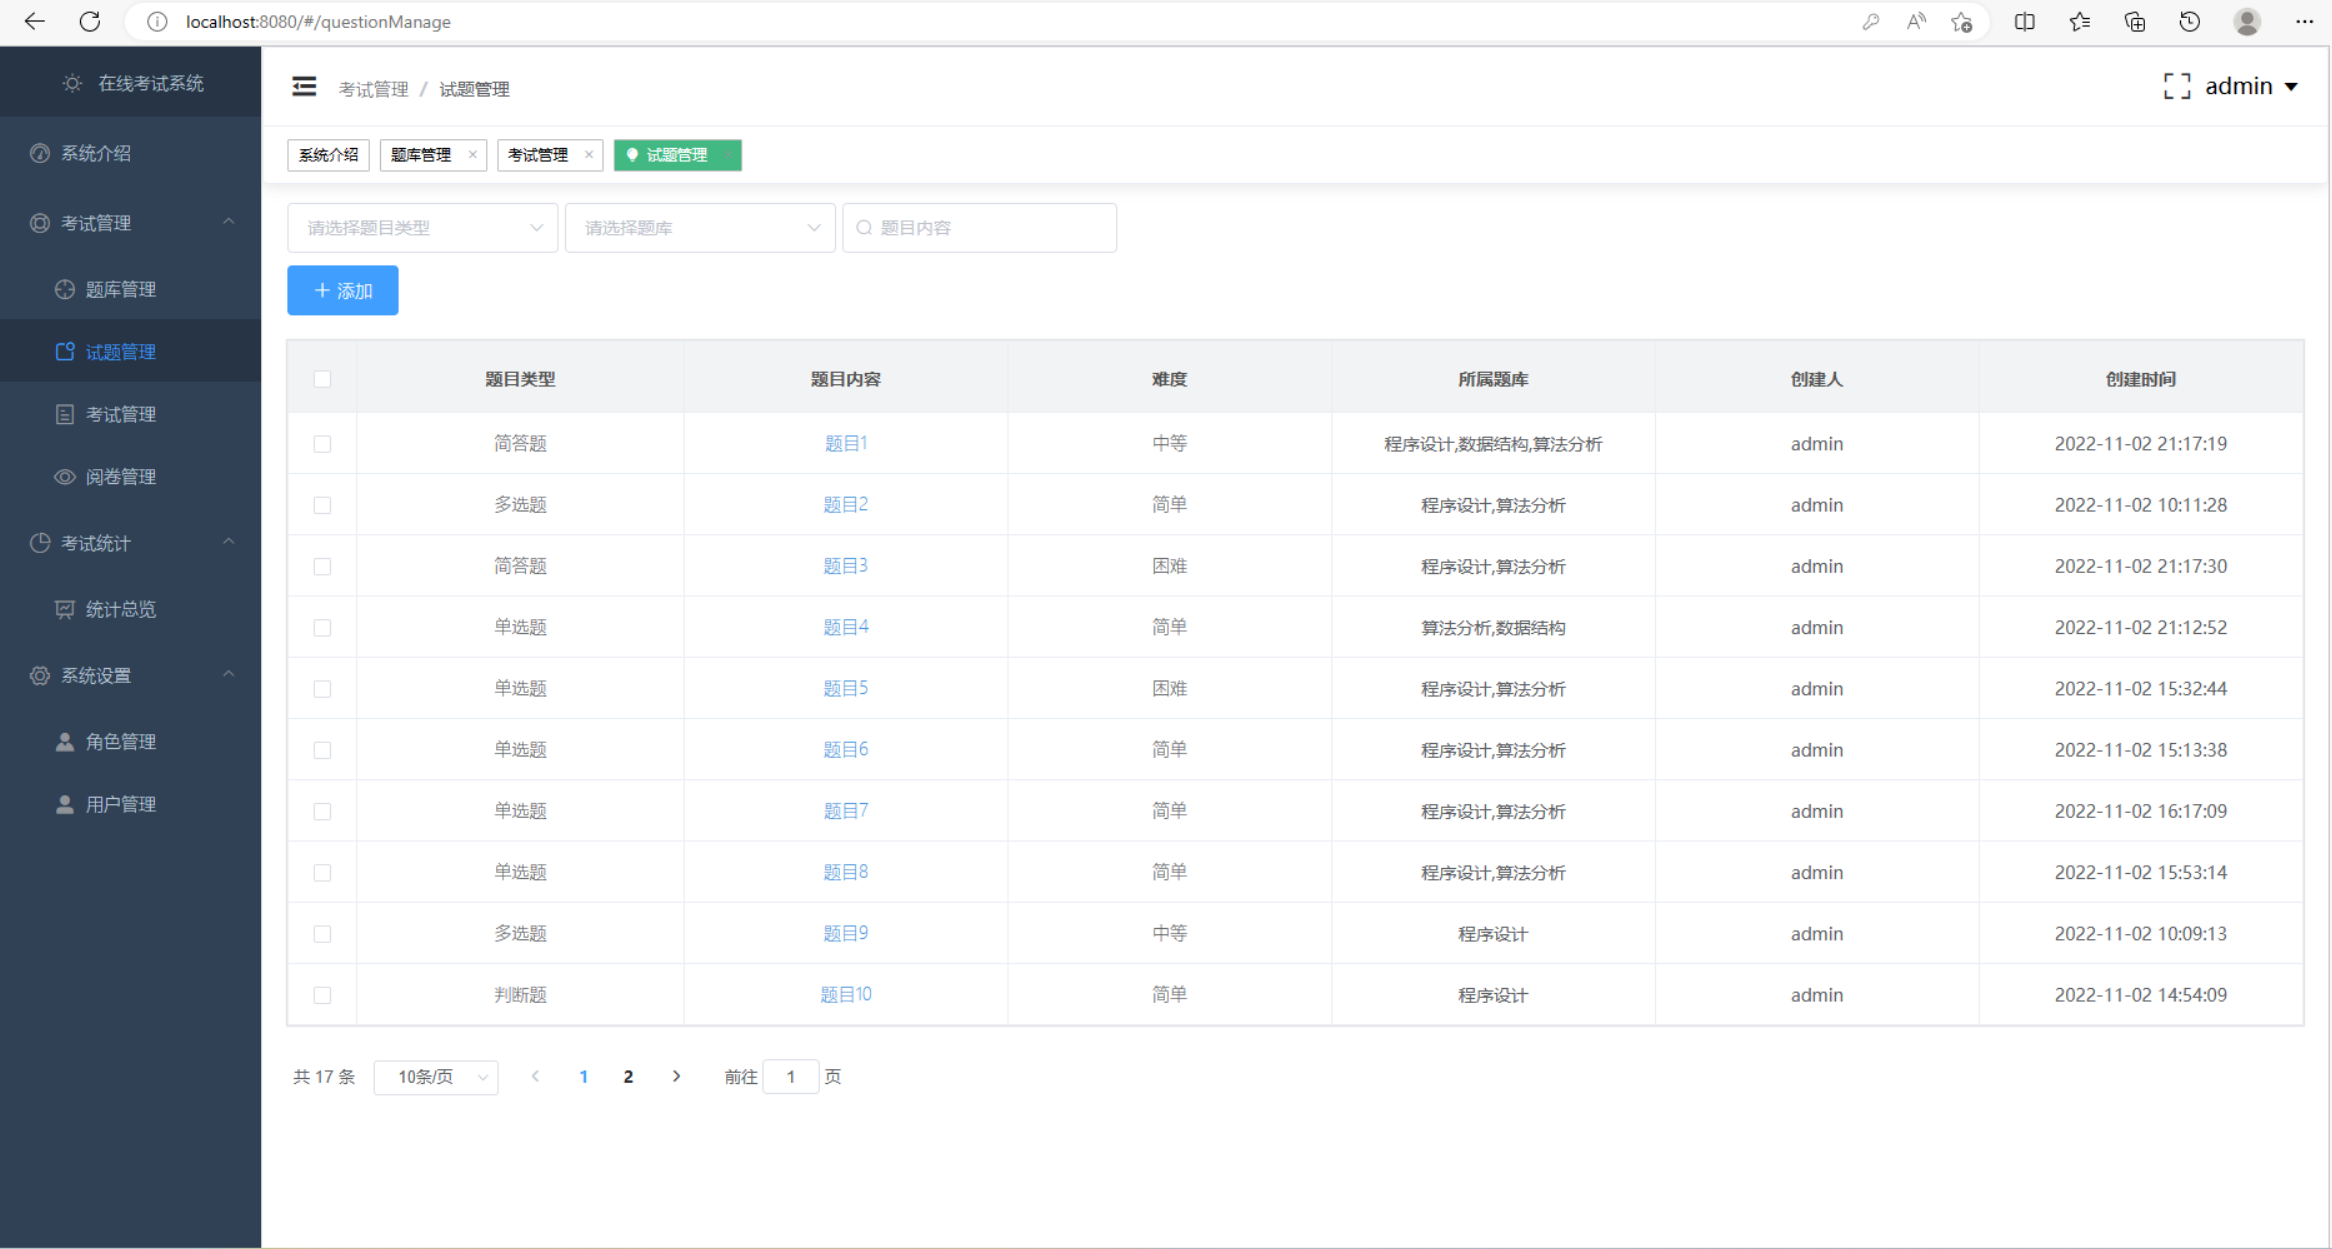 localhost:8080/#/questionManage
在线考试系统
系统介绍
考试管理
题库管理
试题管理
考试管理
阅卷管理
考试统计
统计总览
系统设置
角色管理
用户管理
考试管理 / 试题管理
admin
系统介绍 题库管理 × 考试管理 × 试题管理
请选择题目类型 请选择题库 题目内容
+ 添加
题目类型 题目内容 难度 所属题库 创建人 创建时间
简答题 题目1 中等 程序设计,数据结构,算法分析 admin 2022-11-02 21:17:19
多选题 题目2 简单 程序设计,算法分析 admin 2022-11-02 10:11:28
简答题 题目3 困难 程序设计,算法分析 admin 2022-11-02 21:17:30
单选题 题目4 简单 算法分析,数据结构 admin 2022-11-02 21:12:52
单选题 题目5 困难 程序设计,算法分析 admin 2022-11-02 15:32:44
单选题 题目6 简单 程序设计,算法分析 admin 2022-11-02 15:13:38
单选题 题目7 简单 程序设计,算法分析 admin 2022-11-02 16:17:09
单选题 题目8 简单 程序设计,算法分析 admin 2022-11-02 15:53:14
多选题 题目9 中等 程序设计 admin 2022-11-02 10:09:13
判断题 题目10 简单 程序设计 admin 2022-11-02 14:54:09
共 17 条 10条/页 1 2 前往 1 页